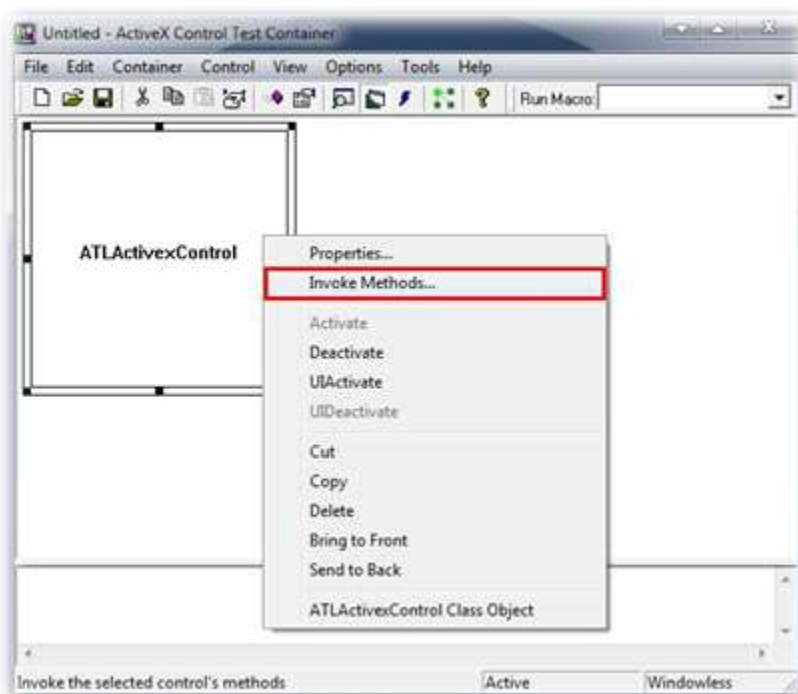 Untitled - ActiveX Control Test Container
File Edit Container Control View Options Tools Help
Run Macro:
ATLActivexControl
Properties...
Invoke Methods...
Activate
Deactivate
UIActivate
UIDeactivate
Cut
Copy
Delete
Bring to Front
Send to Back
ATLActivexControl Class Object
Invoke the selected control's methods Active Windowless